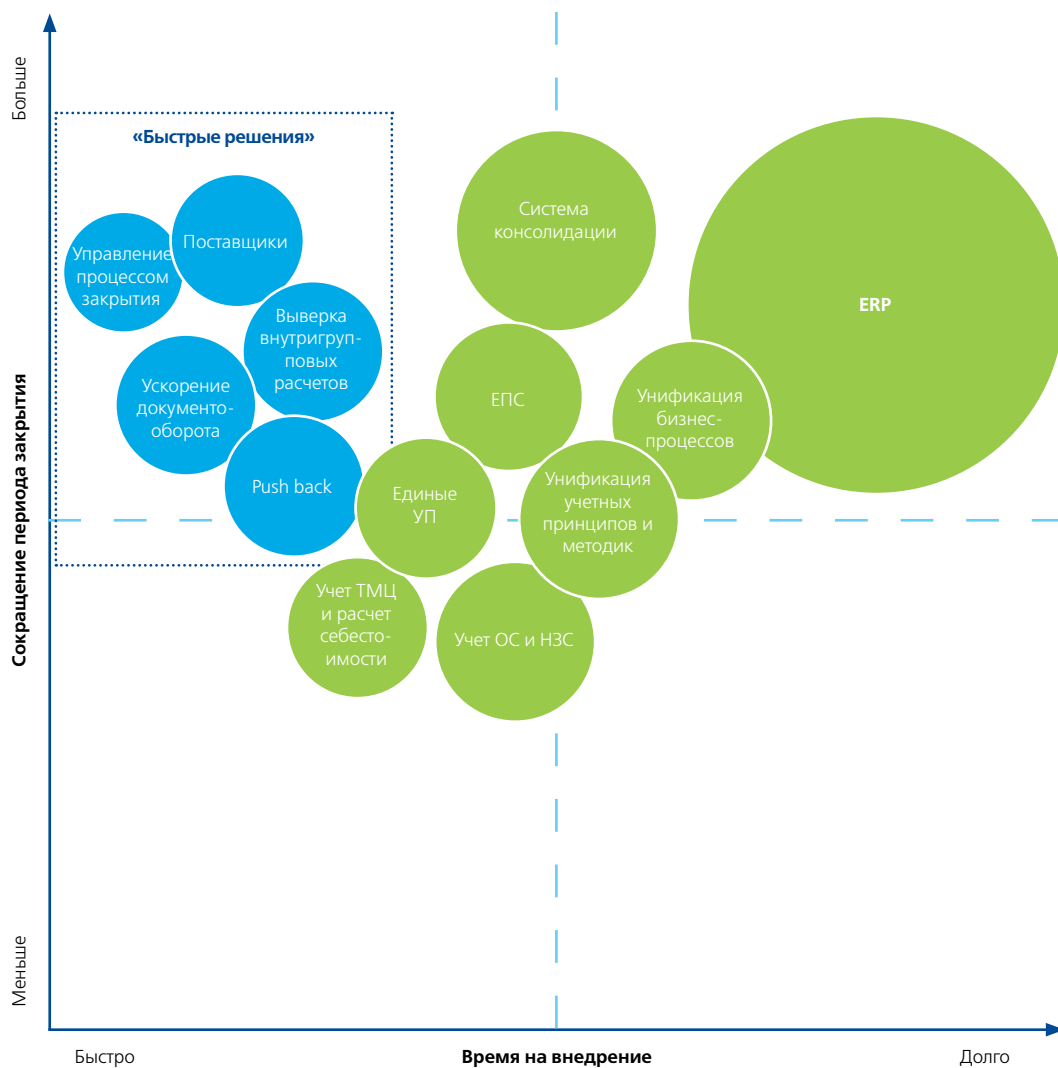 Больше
«Быстрые решения»
Управление
процессом
закрытия
Поставщики
Выверка
внутригруп-
повых
расчетов
Ускорение
документо-
оборота
Push back
Система
консолидации
ERP
ЕПС
Унификация
бизнес-
процессов
Единые
УП
Унификация
учетных
принципов и
методик
Учет ТМЦ
и расчет
себесто-
имости
Учет ОС и НЗС
Сокращение периода закрытия
Меньше
Быстро
Время на внедрение
Долго